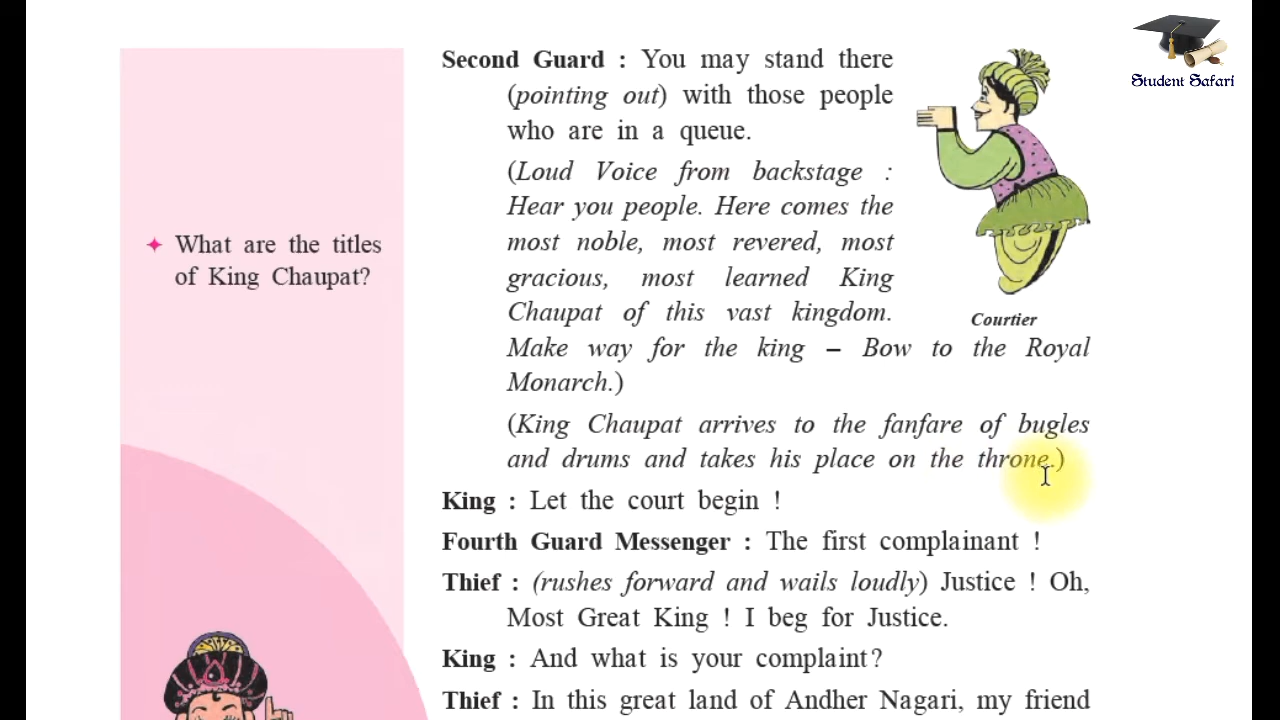 Student Safari
Second Guard : You may stand there
(pointing out) with those people
who are in a queue.
(Loud Voice from backstage :
Hear you people. Here comes the
most noble, most revered, most
gracious, most learned King
Chaupat of this vast kingdom.
Make way for the king – Bow to the Royal
Monarch.)
Courtier
✦ What are the titles
of King Chaupat?
(King Chaupat arrives to the fanfare of bugles
and drums and takes his place on the throne.)
King : Let the court begin !
Fourth Guard Messenger : The first complainant !
Thief : (rushes forward and wails loudly) Justice ! Oh,
Most Great King ! I beg for Justice.
King : And what is your complaint?
Thief : In this great land of Andher Nagari, my friend